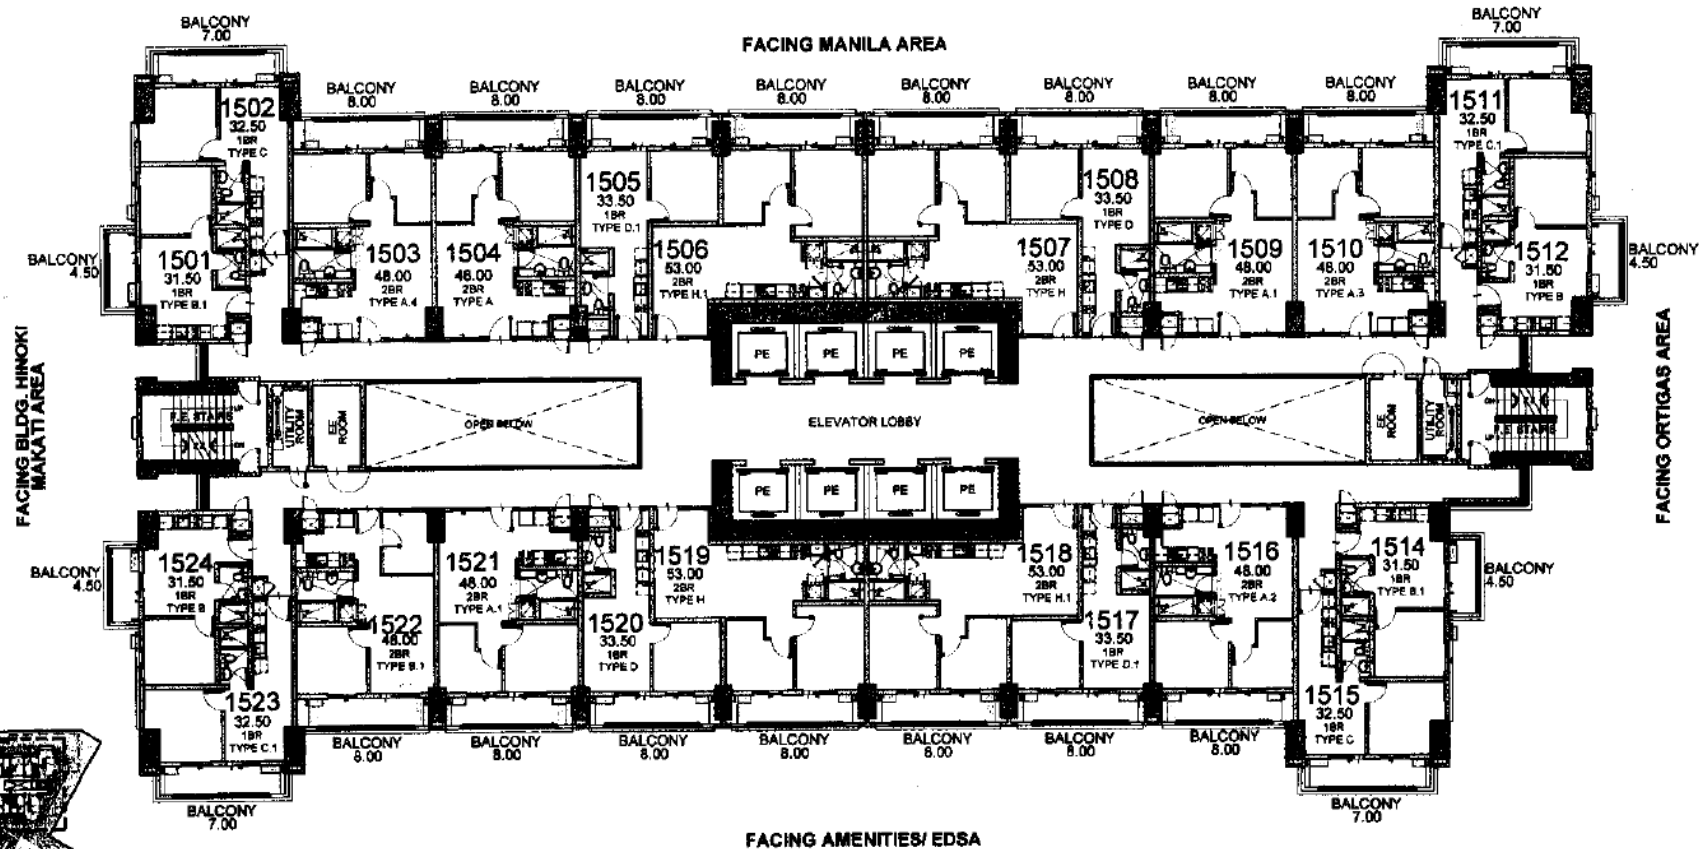 BALCONY
7.00
FACING MANILA AREA
BALCONY
7.00
BALCONY
8.00
BALCONY
8.00
BALCONY
8.00
BALCONY
8.00
BALCONY
8.00
BALCONY
8.00
BALCONY
8.00
BALCONY
8.00
1502
32.50
1BR
TYPE C
1511
32.50
1BR
TYPE C.1
1505
33.50
1BR
TYPE D.1
1508
33.50
1BR
TYPE D
BALCONY
4.50
1501
31.50
1BR
TYPE B.1
1503
48.00
2BR
TYPE A.4
1504
48.00
2BR
TYPE A
1506
53.00
2BR
TYPE H.1
1507
53.00
2BR
TYPE H
1509
48.00
2BR
TYPE A.1
1510
48.00
2BR
TYPE A.3
1512
31.50
1BR
TYPE B
BALCONY
4.50
PE
PE
PE
PE
FACING BLDG. HINOKI
MAKATI AREA
F.E. STAIRS
UP
DN
UTILITY
ROOM
EE
ROOM
OPEN BELOW
ELEVATOR LOBBY
OPEN BELOW
EE
ROOM
UTILITY
ROOM
DN
UP
F.E. STAIRS
FACING ORTIGAS AREA
PE
PE
PE
PE
BALCONY
4.50
1524
31.50
1BR
TYPE B
1521
48.00
2BR
TYPE A.1
1519
53.00
2BR
TYPE H
1518
53.00
2BR
TYPE H.1
1516
48.00
2BR
TYPE A.2
1514
31.50
1BR
TYPE B.1
BALCONY
4.50
1522
48.00
2BR
TYPE B.1
1520
33.50
1BR
TYPE D
1517
33.50
1BR
TYPE D.1
1523
32.50
1BR
TYPE C.1
1515
32.50
1BR
TYPE C
BALCONY
8.00
BALCONY
8.00
BALCONY
8.00
BALCONY
8.00
BALCONY
8.00
BALCONY
8.00
BALCONY
8.00
BALCONY
7.00
BALCONY
7.00
FACING AMENITIES/ EDSA